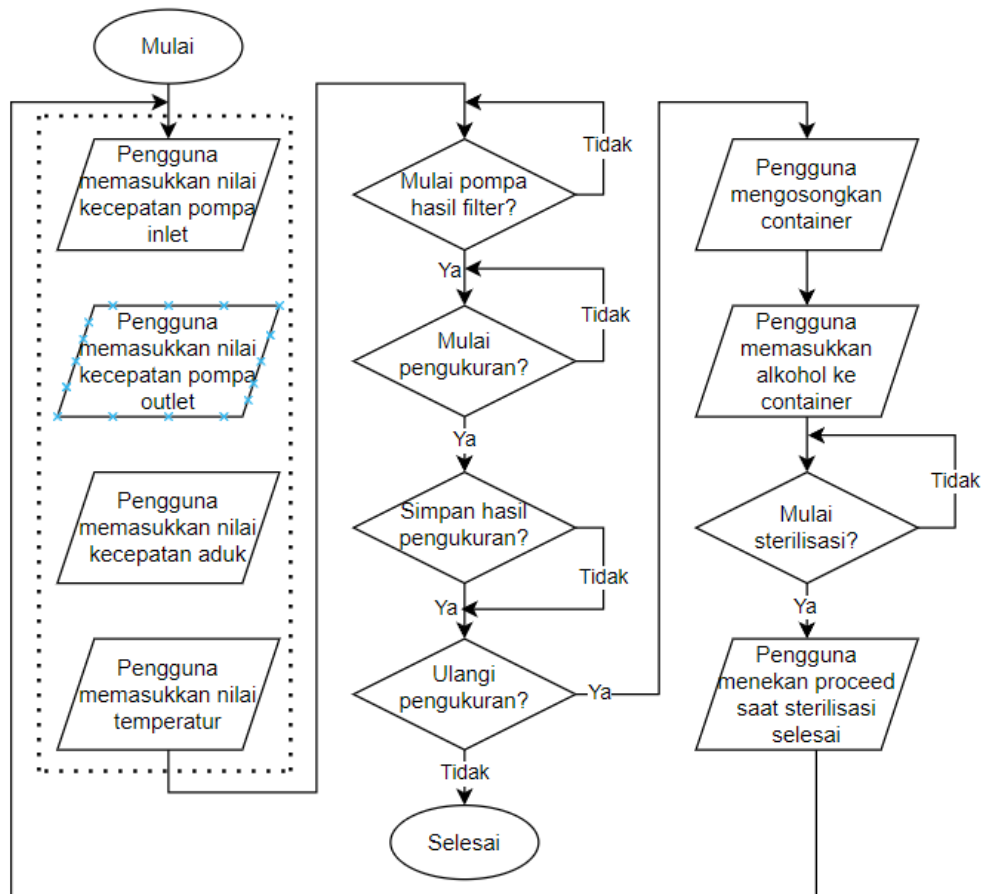 Mulai
Pengguna
memasukkan nilai
kecepatan pompa
inlet
Pengguna
memasukkan nilai
kecepatan pompa
outlet
Pengguna
memasukkan nilai
kecepatan aduk
Pengguna
memasukkan nilai
temperatur
Tidak
Mulai pompa
hasil filter?
Ya
Tidak
Mulai
pengukuran?
Ya
Simpan hasil
pengukuran?
Tidak
Ya
Ulangi
pengukuran?
Ya
Tidak
Selesai
Pengguna
mengosongkan
container
Pengguna
memasukkan
alkohol ke
container
Tidak
Mulai
sterilisasi?
Ya
Pengguna
menekan proceed
saat sterilisasi
selesai